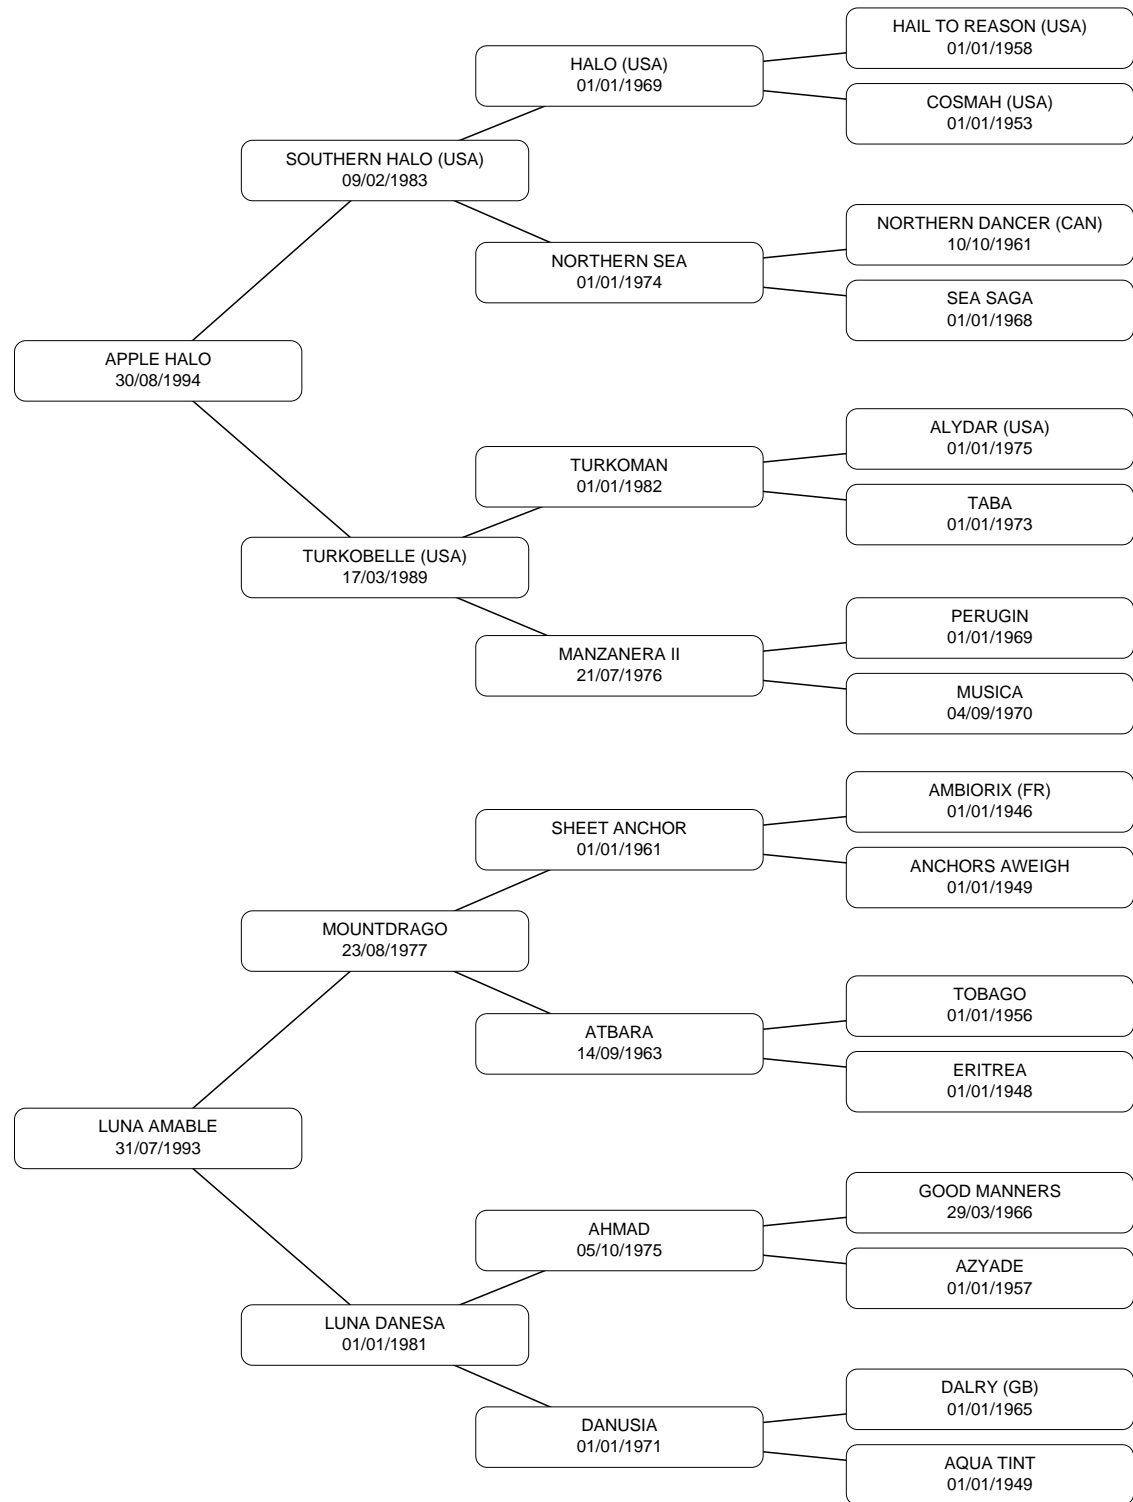 HAIL TO REASON (USA)
01/01/1958
HALO (USA)
01/01/1969
COSMAH (USA)
01/01/1953
SOUTHERN HALO (USA)
09/02/1983
NORTHERN DANCER (CAN)
10/10/1961
NORTHERN SEA
01/01/1974
SEA SAGA
01/01/1968
APPLE HALO
30/08/1994
ALYDAR (USA)
01/01/1975
TURKOMAN
01/01/1982
TABA
01/01/1973
TURKOBELLE (USA)
17/03/1989
PERUGIN
01/01/1969
MANZANERA II
21/07/1976
MUSICA
04/09/1970
AMBIORIX (FR)
01/01/1946
SHEET ANCHOR
01/01/1961
ANCHORS AWEIGH
01/01/1949
MOUNTDRAGO
23/08/1977
TOBAGO
01/01/1956
ATBARA
14/09/1963
ERITREA
01/01/1948
LUNA AMABLE
31/07/1993
GOOD MANNERS
29/03/1966
AHMAD
05/10/1975
AZYADE
01/01/1957
LUNA DANESA
01/01/1981
DALRY (GB)
01/01/1965
DANUSIA
01/01/1971
AQUA TINT
01/01/1949